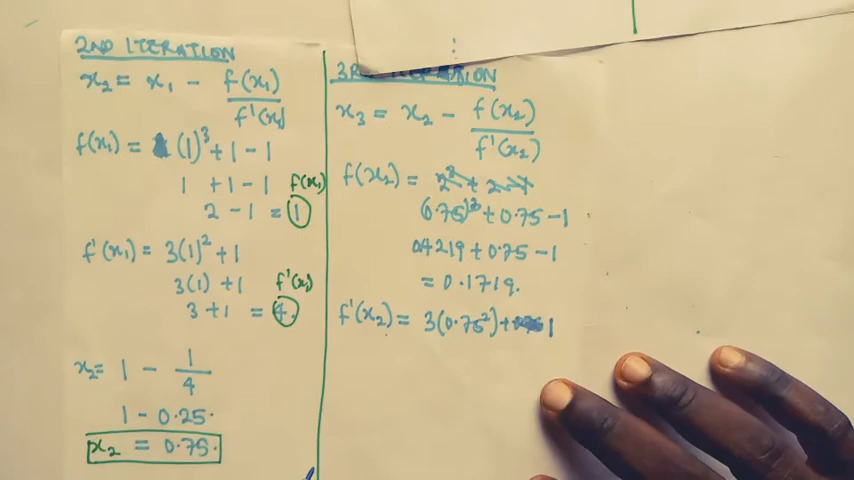 2ND ITERATION
x₂ = x₁ - f(x₁)
f'(x₁)
f(x₁) = (1)³ + 1 - 1
1 + 1 - 1 f(x₁)
2 - 1 = 1
f'(x₁) = 3(1)² + 1
3(1) + 1 f'(x₁)
3 + 1 = 4.
x₂ = 1 - 1
4
1 - 0.25.
x₂ = 0.75.
x₃ = x₂ - f(x₂)
f'(x₂)
f(x₂) =
(0.75)³ + 0.75 - 1
0.4219 + 0.75 - 1
= 0.1719.
f'(x₂) = 3(0.75²) + 1